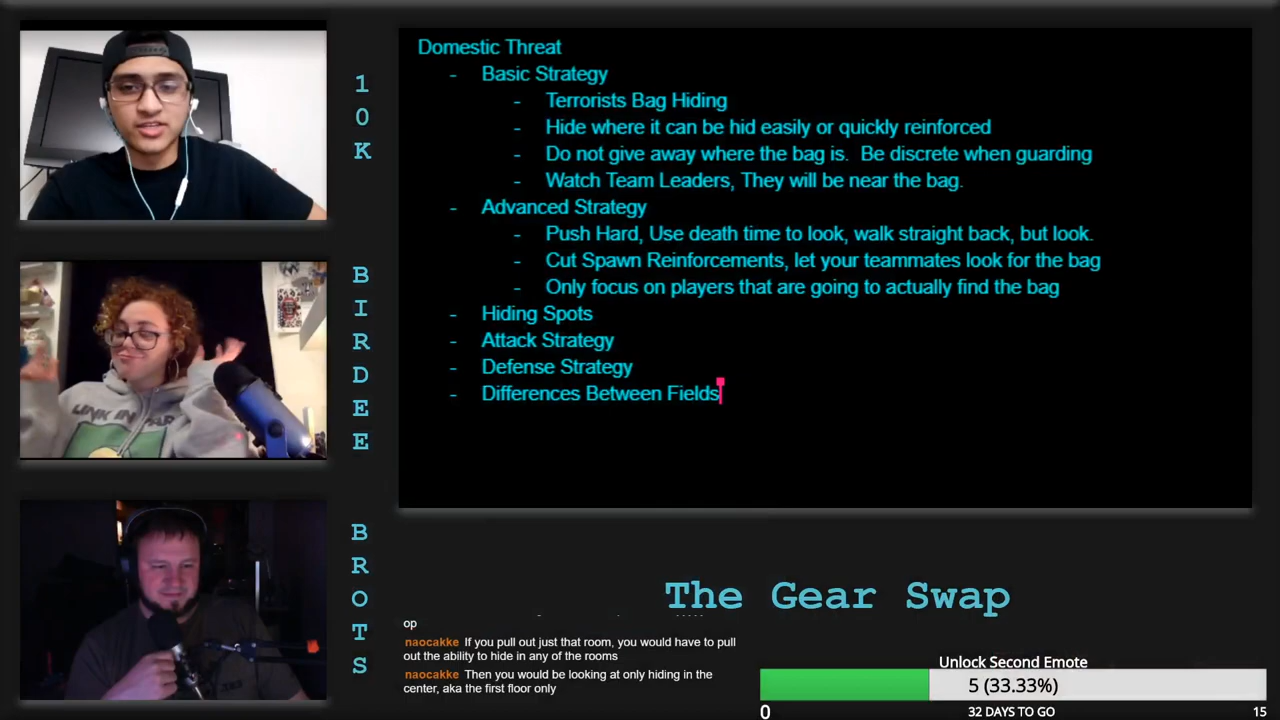 Domestic Threat
- Basic Strategy
- Terrorists Bag Hiding
- Hide where it can be hid easily or quickly reinforced
- Do not give away where the bag is.  Be discrete when guarding
- Watch Team Leaders, They will be near the bag.
- Advanced Strategy
- Push Hard, Use death time to look, walk straight back, but look.
- Cut Spawn Reinforcements, let your teammates look for the bag
- Only focus on players that are going to actually find the bag
- Hiding Spots
- Attack Strategy
- Defense Strategy
- Differences Between Fields
10K
BIRDEE
BROTS
The Gear Swap
op
naocakke If you pull out just that room, you would have to pull
out the ability to hide in any of the rooms
naocakke Then you would be looking at only hiding in the
center, aka the first floor only
Unlock Second Emote
5 (33.33%)
0 32 DAYS TO GO 15